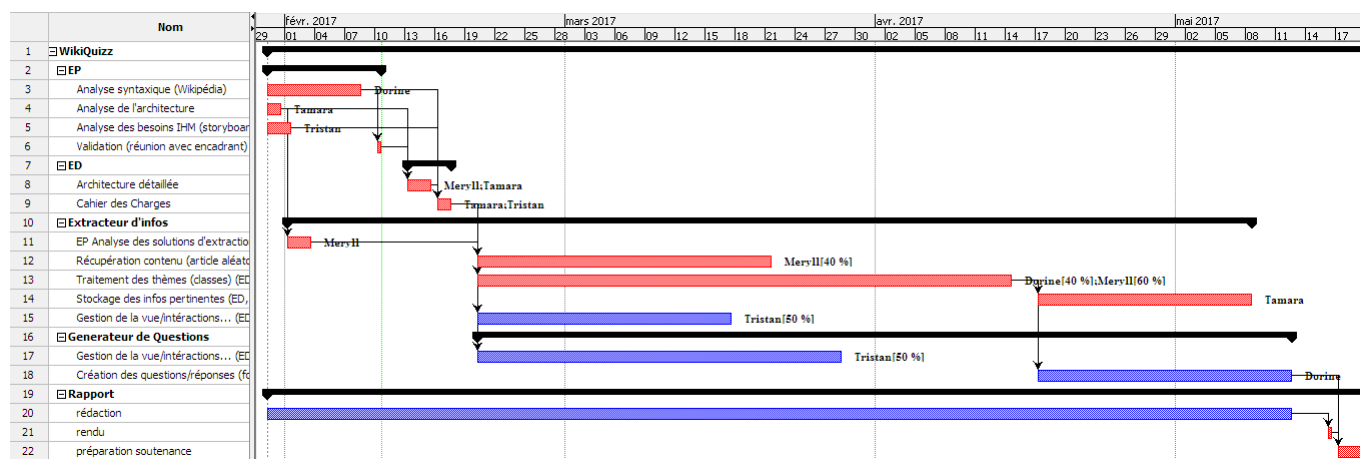 Nom
févr. 2017 mars 2017 avr. 2017 mai 2017
29 01 04 07 10 13 16 19 22 25 28 03 06 09 12 15 18 21 24 27 30 02 05 08 11 14 17 20 23 26 29 02 05 08 11 14 17
1 WikiQuizz
2 EP
3 Analyse syntaxique (Wikipédia) Dorine
4 Analyse de l'architecture Tamara
5 Analyse des besoins IHM (storyboar Tristan
6 Validation (réunion avec encadrant)
7 ED
8 Architecture détaillée Meryll;Tamara
9 Cahier des Charges Tamara;Tristan
10 Extracteur d'infos
11 EP Analyse des solutions d'extractio Meryll
12 Récupération contenu (article aléato Meryll[40 %]
13 Traitement des thèmes (classes) (ED Dorine[40 %];Meryll[60 %]
14 Stockage des infos pertinentes (ED, Tamara
15 Gestion de la vue/intéractions... (ED Tristan[50 %]
16 Generateur de Questions
17 Gestion de la vue/intéractions... (ED Tristan[50 %]
18 Création des questions/réponses (fo Dorine
19 Rapport
20 rédaction
21 rendu
22 préparation soutenance